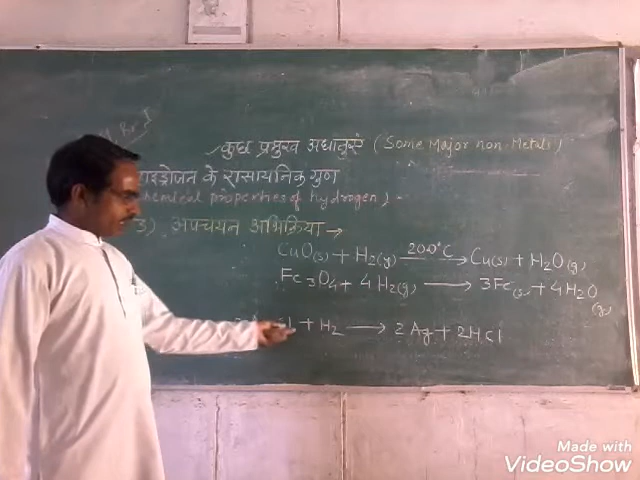 कुछ प्रमुख अधातुएं (Some Major non-Metals)
हाइड्रोजन के रासायनिक गुण
chemical properties of hydrogen) -
3) अपचयन अभिक्रिया →
CuO(s) + H2(g) 200°C → Cu(s) + H2O(g)
Fe3O4 + 4H2(g) → 3Fe(s) + 4H2O (g)
+ H2 → 2Ag + 2HCl
Made with
VideoShow